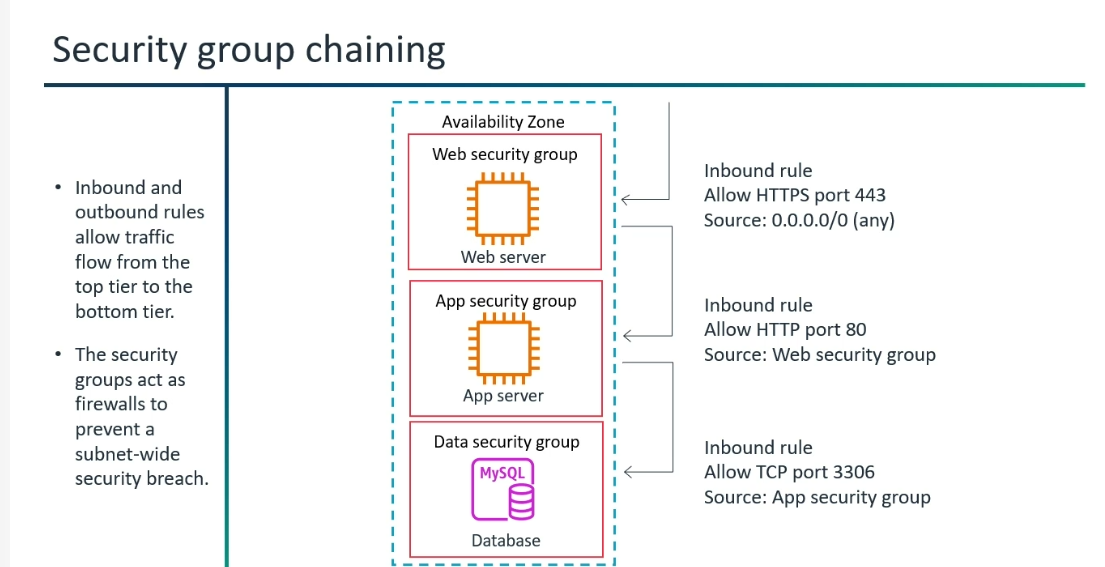 Security group chaining
• Inbound and
outbound rules
allow traffic
flow from the
top tier to the
bottom tier.
• The security
groups act as
firewalls to
prevent a
subnet-wide
security breach.
Availability Zone
Web security group
Web server
Inbound rule
Allow HTTPS port 443
Source: 0.0.0.0/0 (any)
App security group
App server
Inbound rule
Allow HTTP port 80
Source: Web security group
Data security group
MySQL
Database
Inbound rule
Allow TCP port 3306
Source: App security group